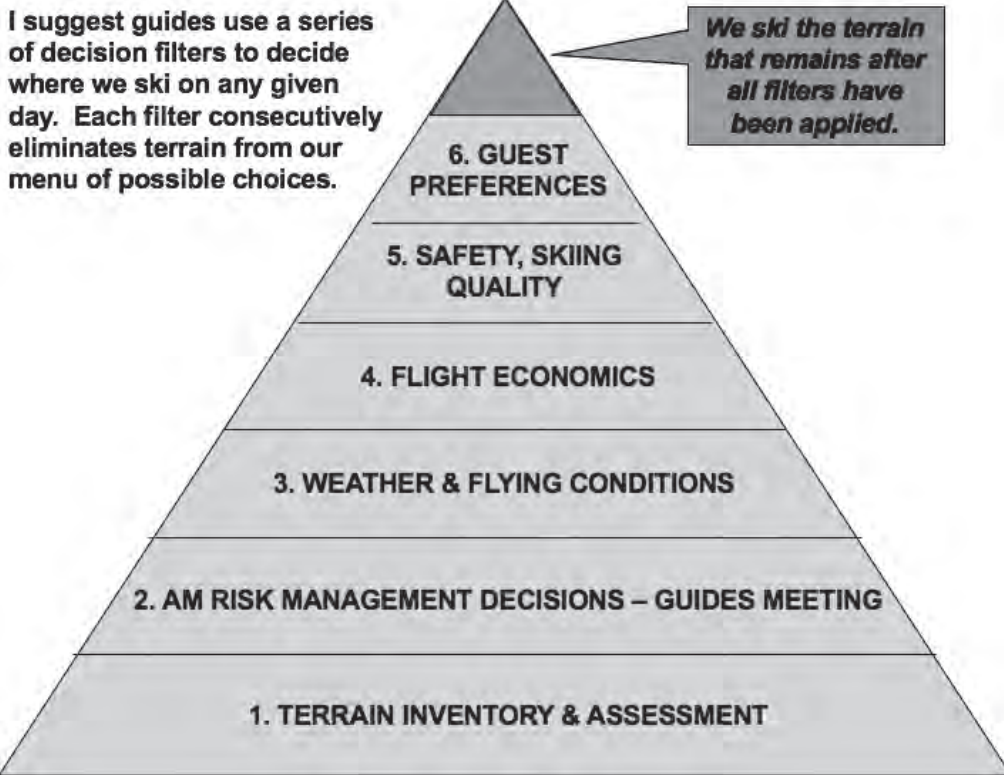 I suggest guides use a series
of decision filters to decide
where we ski on any given
day. Each filter consecutively
eliminates terrain from our
menu of possible choices.
We ski the terrain
that remains after
all filters have
been applied.
6. GUEST
PREFERENCES
5. SAFETY, SKIING
QUALITY
4. FLIGHT ECONOMICS
3. WEATHER & FLYING CONDITIONS
2. AM RISK MANAGEMENT DECISIONS – GUIDES MEETING
1. TERRAIN INVENTORY & ASSESSMENT